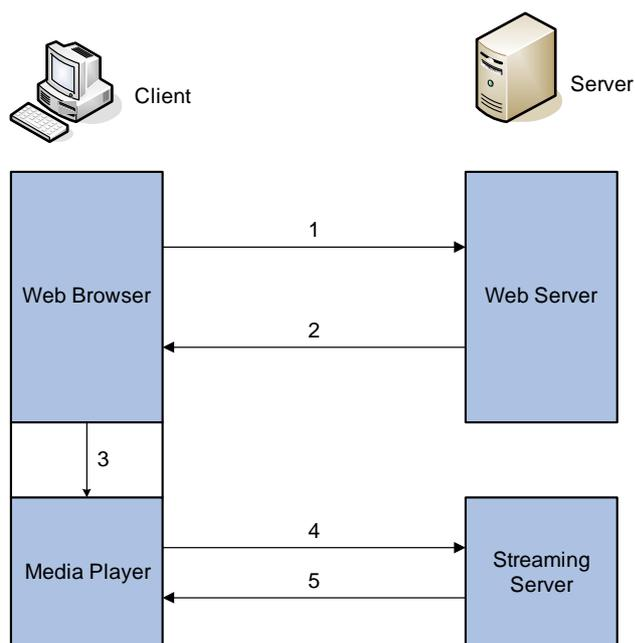 Client
Server
1
Web Browser
Web Server
2
3
4
Media Player
Streaming
Server
5